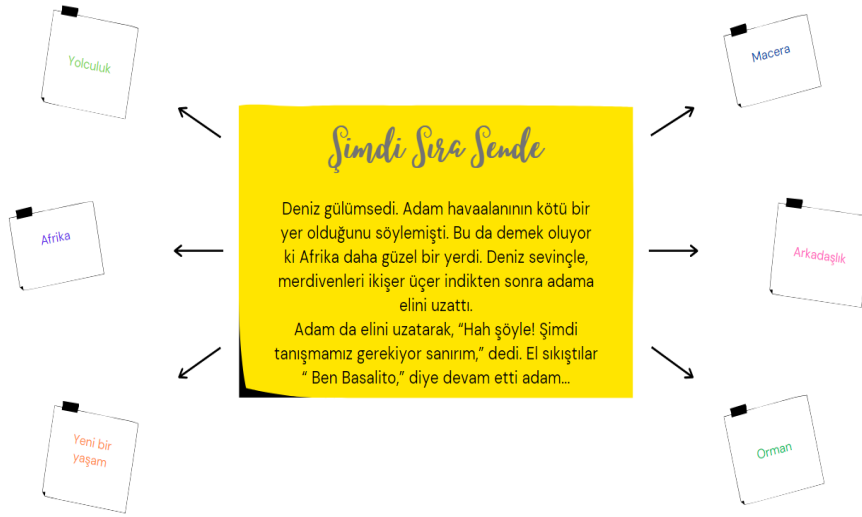 Yolculuk
Macera
Şimdi Sıra Sende
Deniz gülümsedi. Adam havaalanının kötü bir
yer olduğunu söylemişti. Bu da demek oluyor
ki Afrika daha güzel bir yerdi. Deniz sevinçle,
merdivenleri ikişer üçer indikten sonra adama
elini uzattı.
Adam da elini uzatarak, “Hah şöyle! Şimdi
tanışmamız gerekiyor sanırım,” dedi. El sıkıştılar
“ Ben Basalito,” diye devam etti adam...
Afrika
Arkadaşlık
Yeni bir
yaşam
Orman